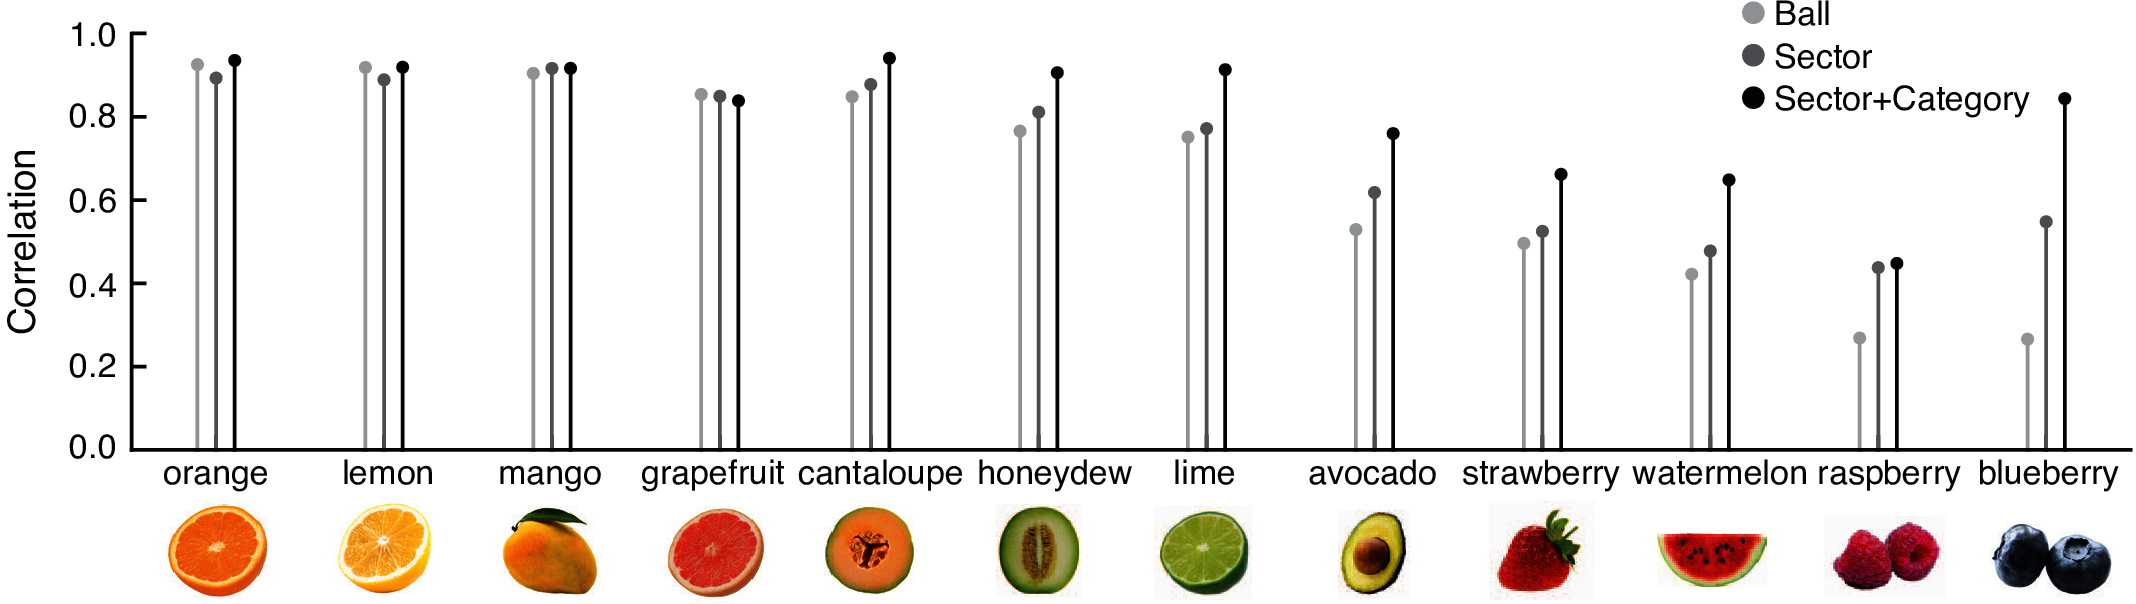 Ball
Sector
Sector+Category
Correlation
1.0
0.8
0.6
0.4
0.2
0.0
orange lemon mango grapefruit cantaloupe honeydew lime avocado strawberry watermelon raspberry blueberry